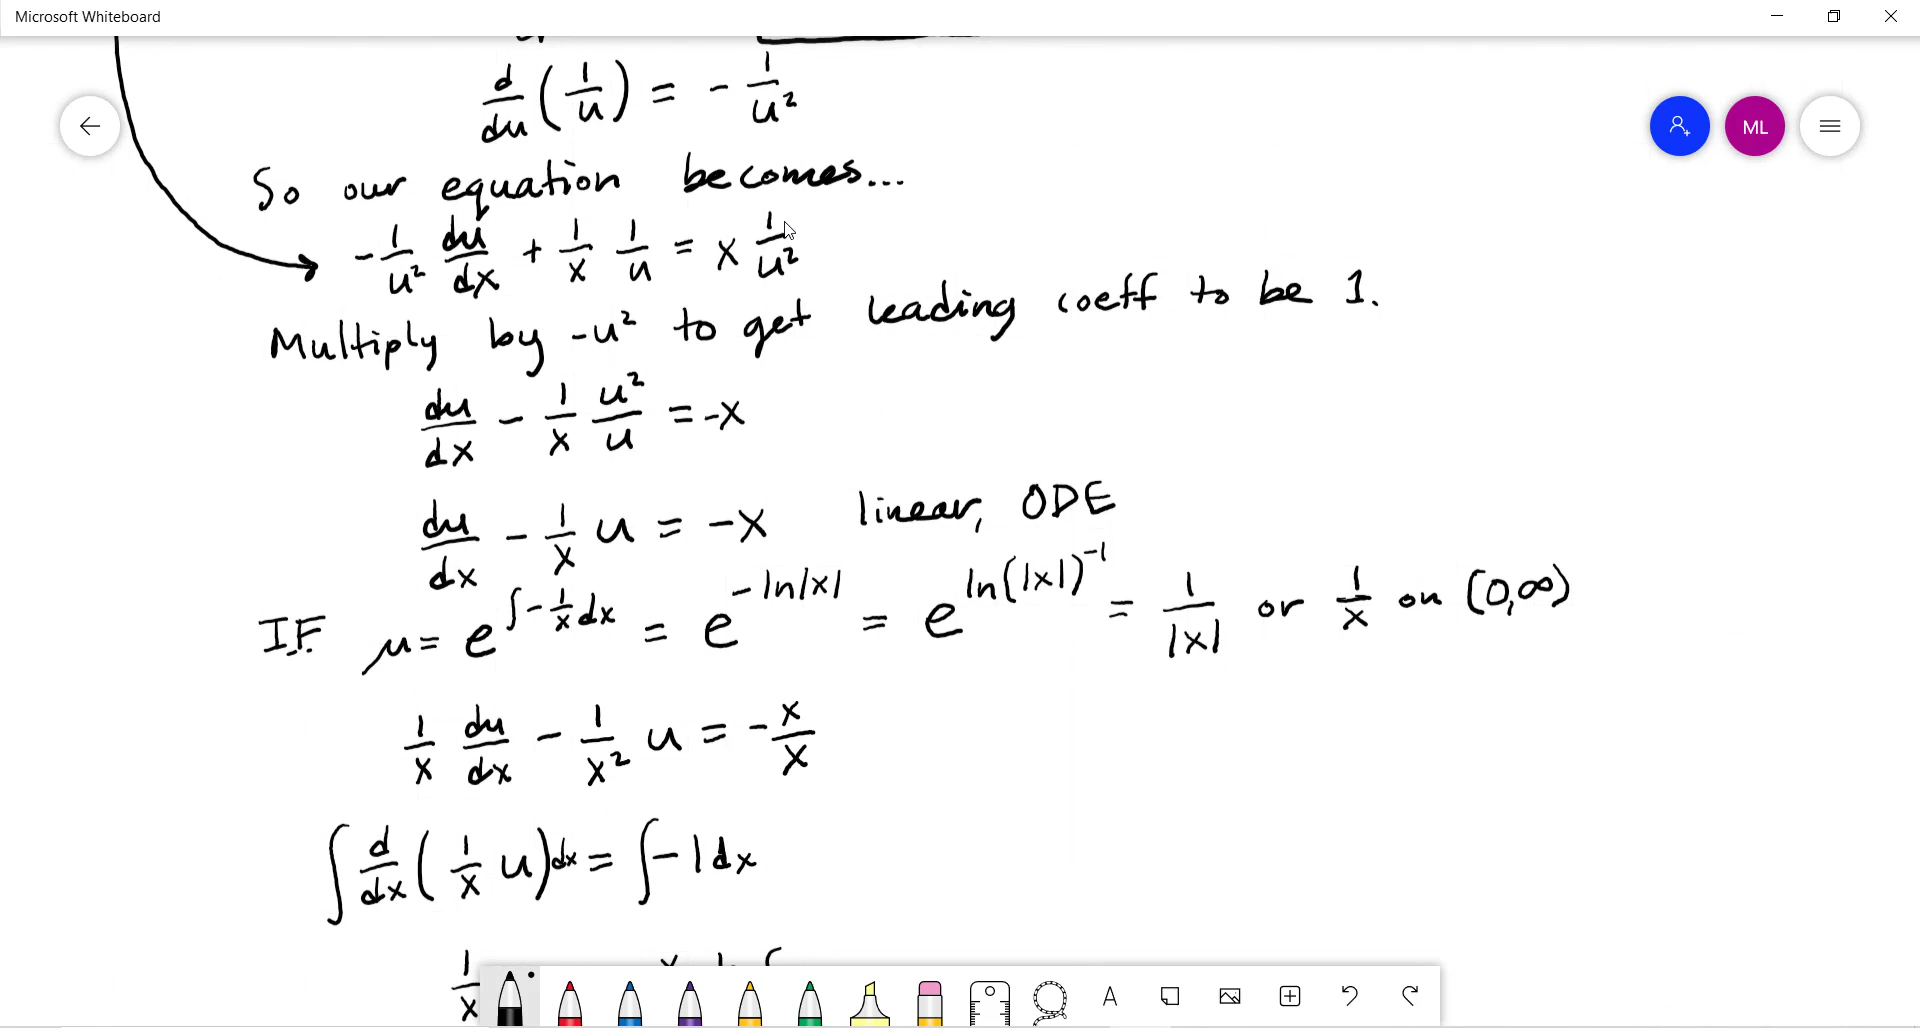 Microsoft Whiteboard
d/du (1/u) = - 1/u²
ML
So our equation becomes...
- 1/u² du/dx + 1/x 1/u = x 1/u²
Multiply by -u² to get leading coeff to be 1.
du/dx - 1/x u²/u = -x
du/dx - 1/x u = -x linear, ODE
I.F. μ = e^(∫ - 1/x dx) = e^(-ln|x|) = e^(ln(|x|)^-1) = 1/|x| or 1/x on (0,∞)
1/x du/dx - 1/x² u = - x/x
∫ d/dx (1/x u) dx = ∫ -1 dx
1/x
A